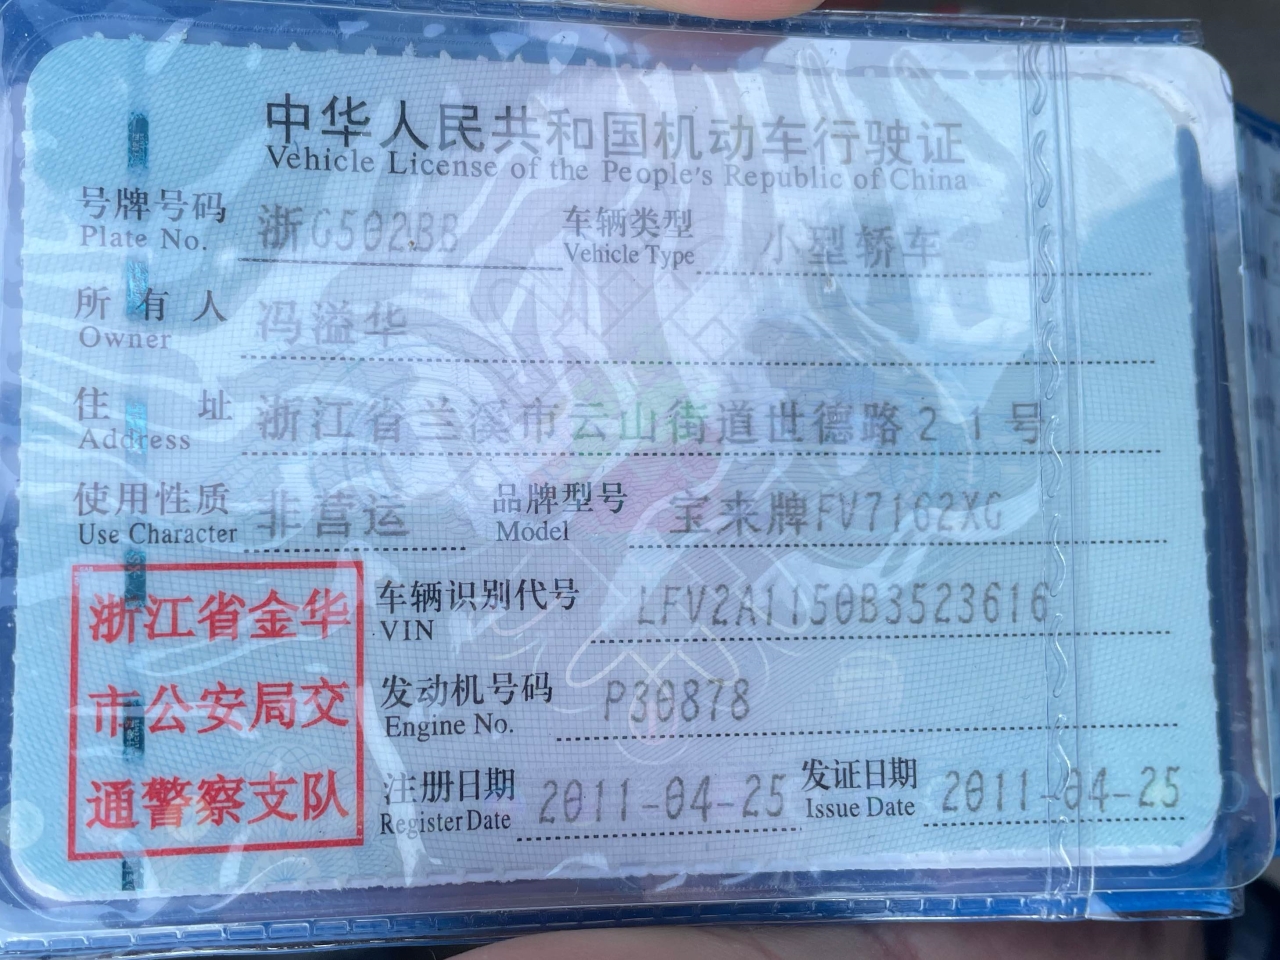 中华人民共和国机动车行驶证
Vehicle License of the People's Republic of China
号牌号码 浙G502BB 车辆类型 小型轿车
Plate No. Vehicle Type
所有人 冯溢华
Owner
住址 浙江省兰溪市云山街道世德路21号
Address
使用性质 非营运 品牌型号 宝来牌FV7162XG
Use Character Model
浙江省金华
市公安局交
通警察支队
车辆识别代号 LFV2A1150B3523616
VIN
发动机号码 P30878
Engine No.
注册日期 2011-04-25 发证日期 2011-04-25
Register Date Issue Date